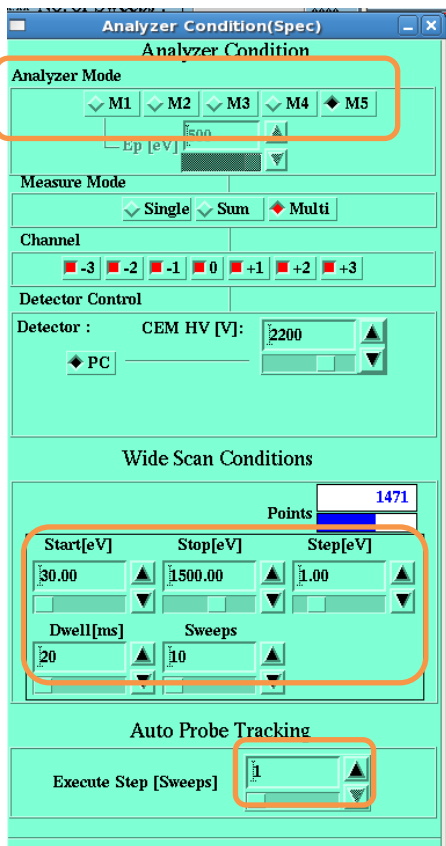 Analyzer Condition(Spec)
Analyzer Condition
Analyzer Mode
M1 M2 M3 M4 M5
Ep [eV] 500
Measure Mode
Single Sum Multi
Channel
-3 -2 -1 0 +1 +2 +3
Detector Control
Detector : CEM HV [V]: 2200
PC
Wide Scan Conditions
1471
Points
Start[eV] Stop[eV] Step[eV]
30.00 1500.00 1.00
Dwell[ms] Sweeps
20 10
Auto Probe Tracking
Execute Step [Sweeps] 1